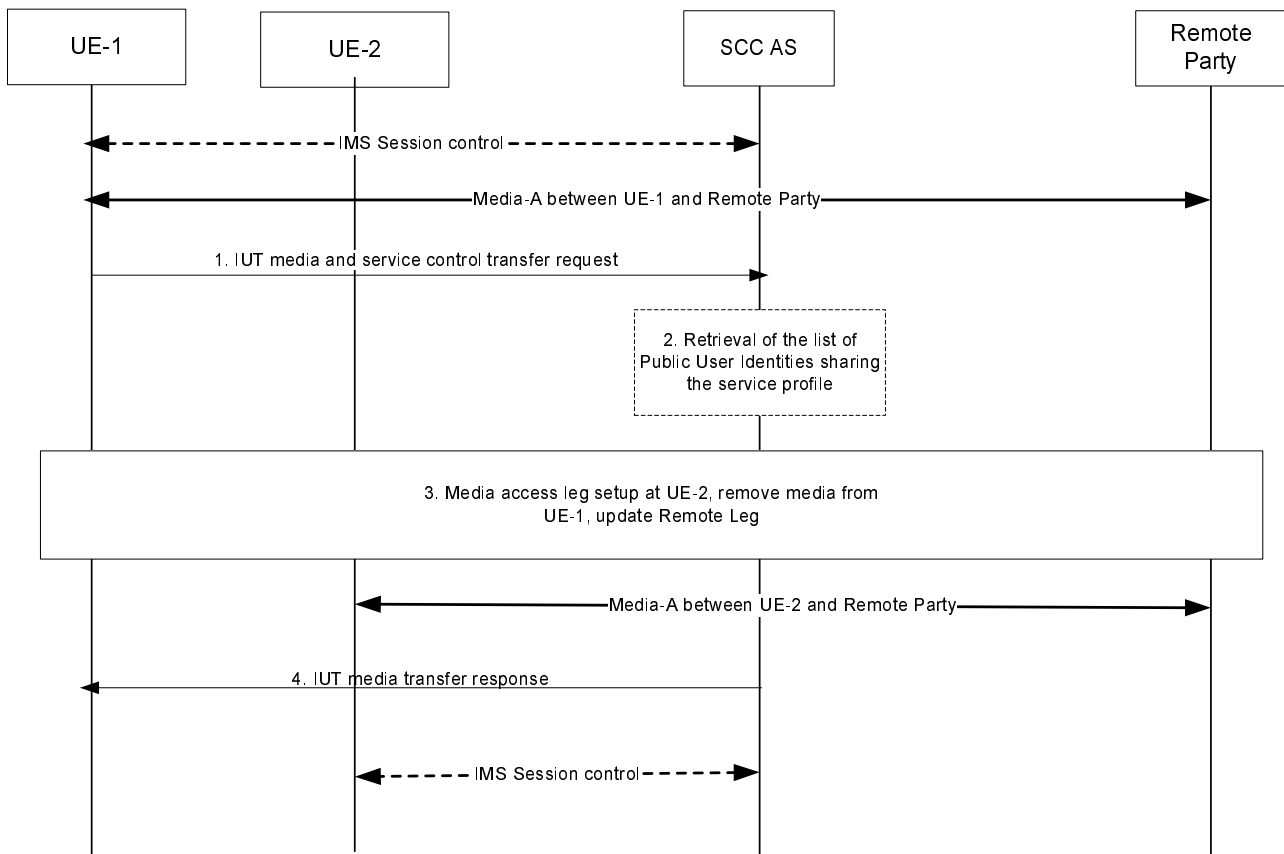 UE-1
UE-2
SCC AS
Remote
Party
IMS Session control
Media-A between UE-1 and Remote Party
1. IUT media and service control transfer request
2. Retrieval of the list of
Public User Identities sharing
the service profile
3. Media access leg setup at UE-2, remove media from
UE-1, update Remote Leg
Media-A between UE-2 and Remote Party
4. IUT media transfer response
IMS Session control